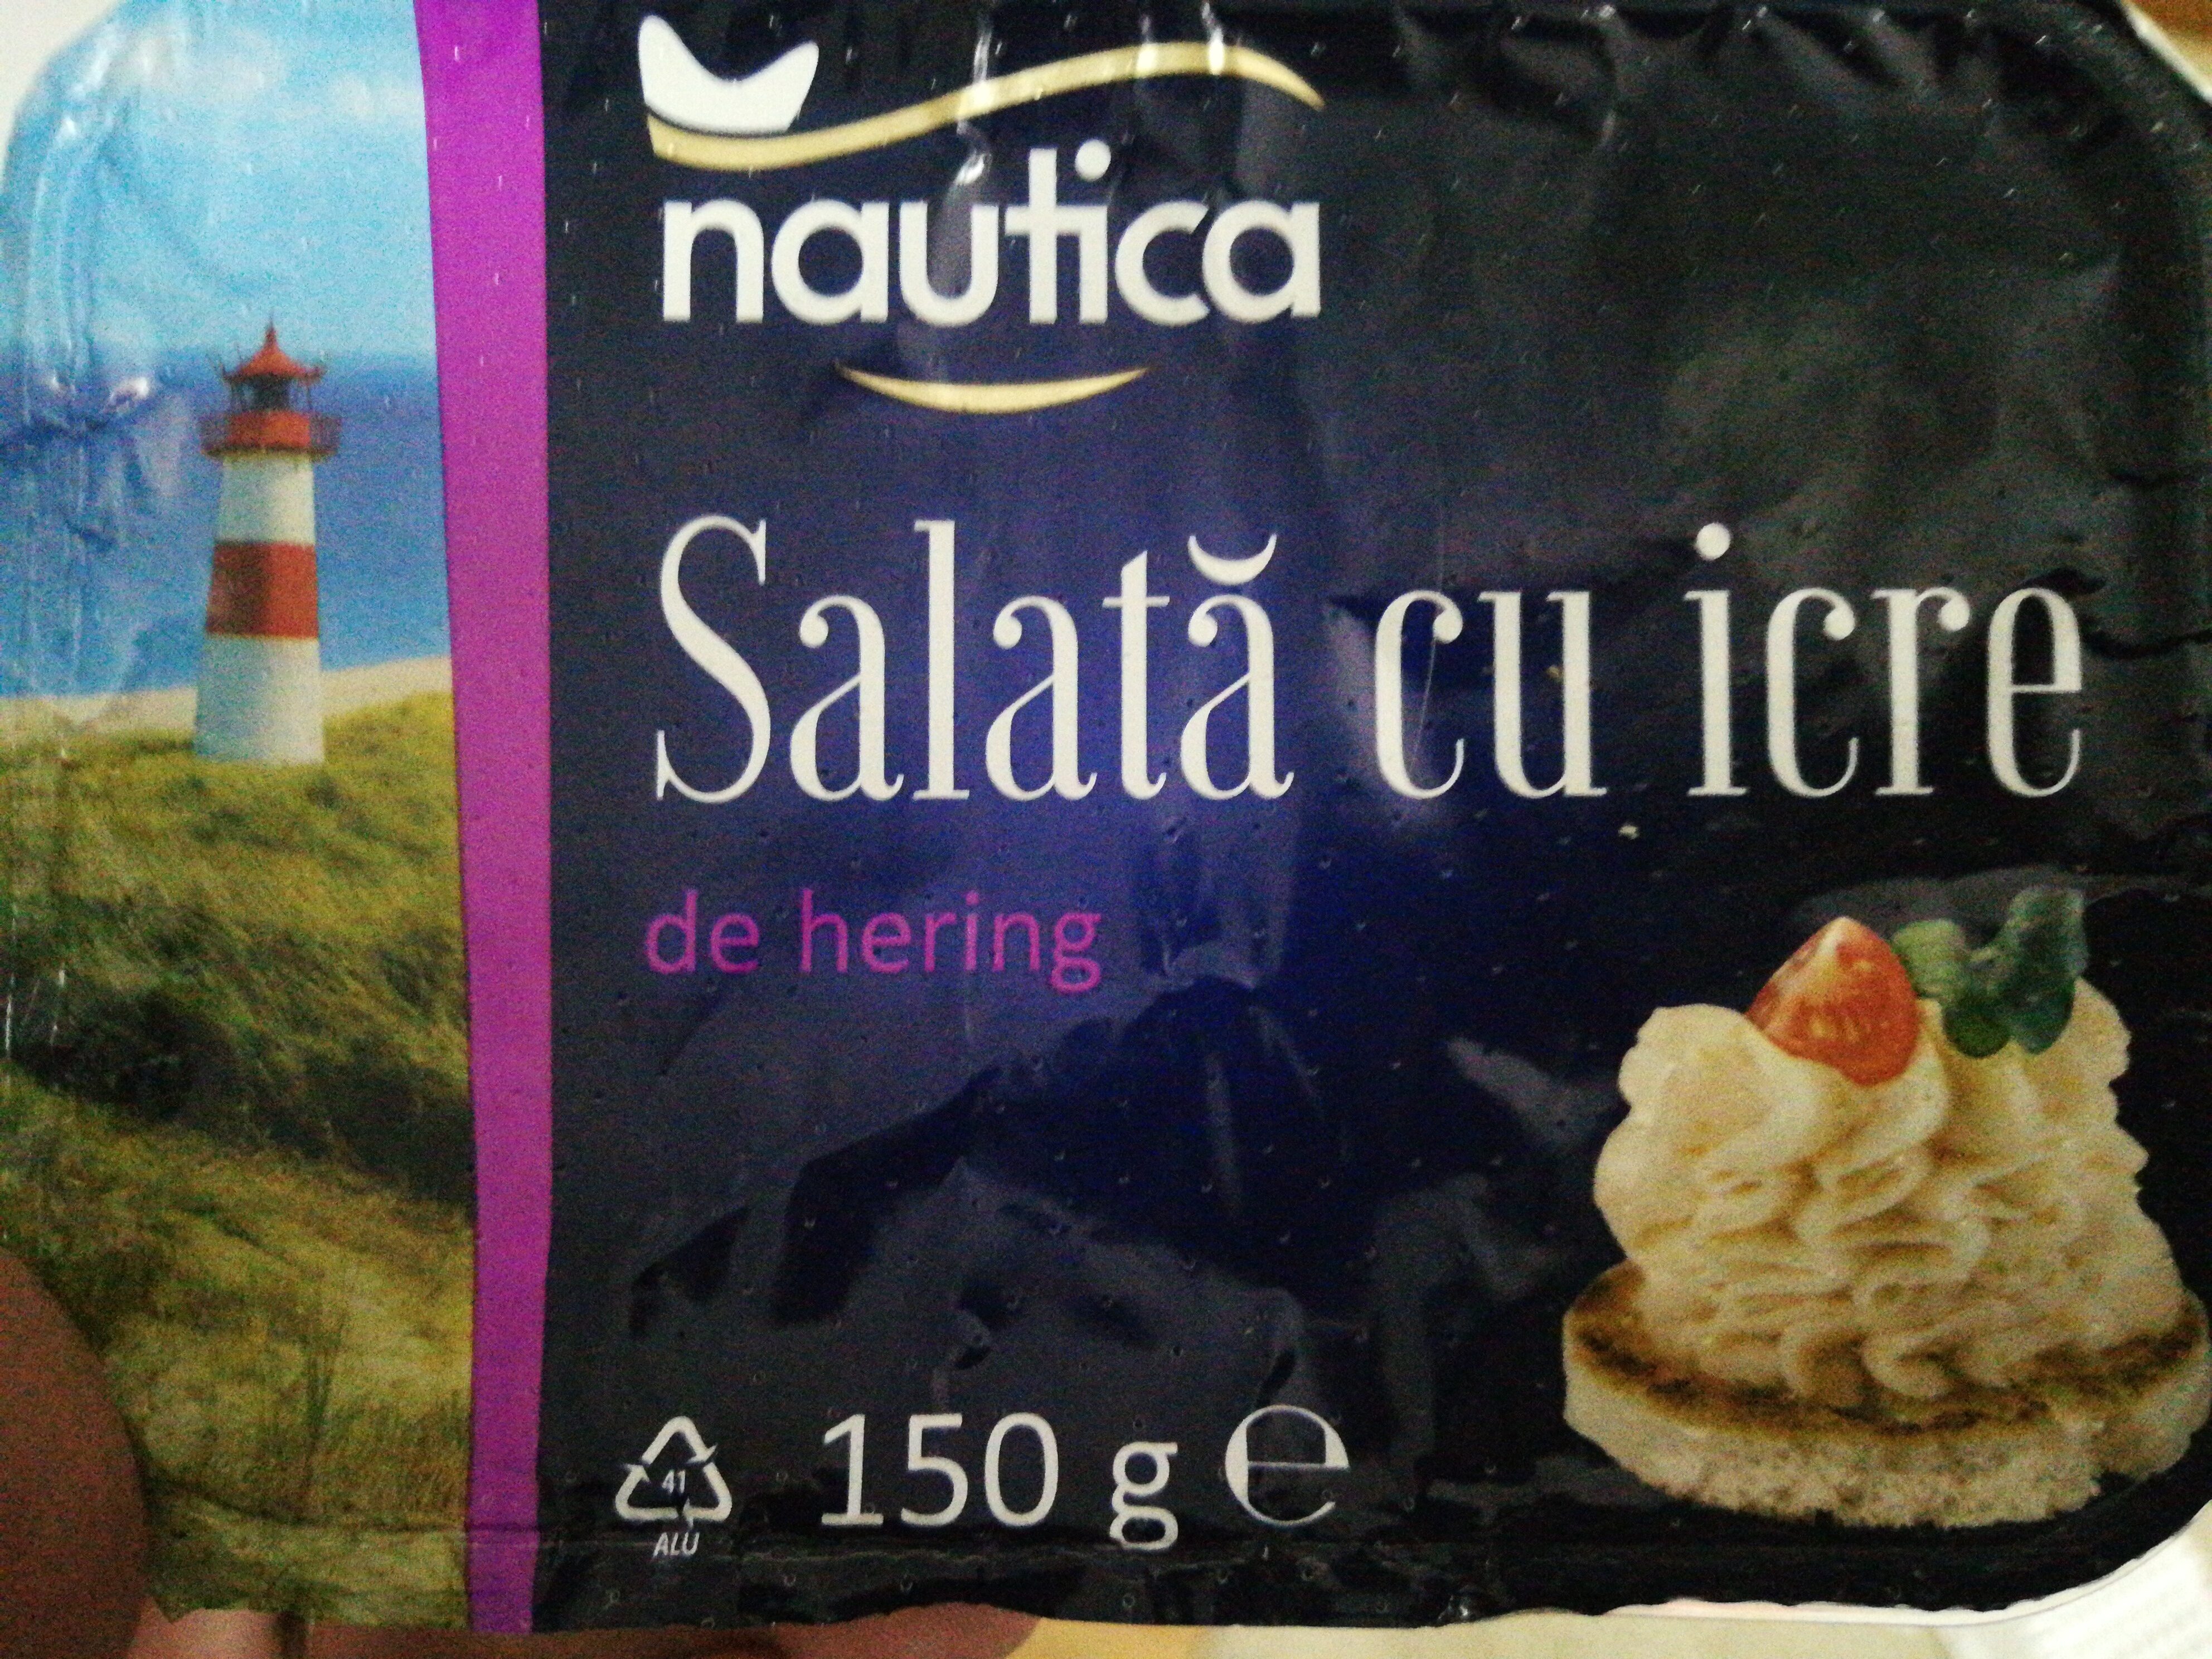 nautica
Salată cu icre
de hering
41
ALU
150 g ℮